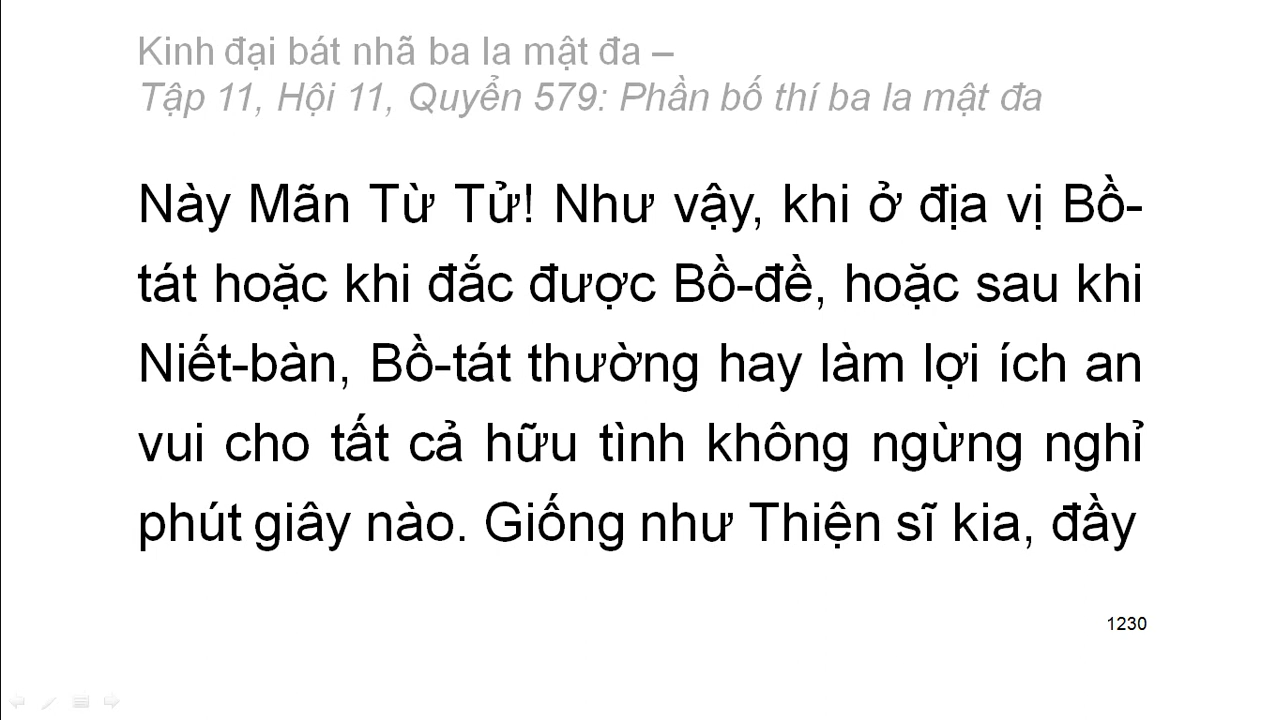 Kinh đại bát nhã ba la mật đa –
Tập 11, Hội 11, Quyển 579: Phần bố thí ba la mật đa
Này Mãn Từ Tử! Như vậy, khi ở địa vị Bồ-
tát hoặc khi đắc được Bồ-đề, hoặc sau khi
Niết-bàn, Bồ-tát thường hay làm lợi ích an
vui cho tất cả hữu tình không ngừng nghỉ
phút giây nào. Giống như Thiện sĩ kia, đầy
1230